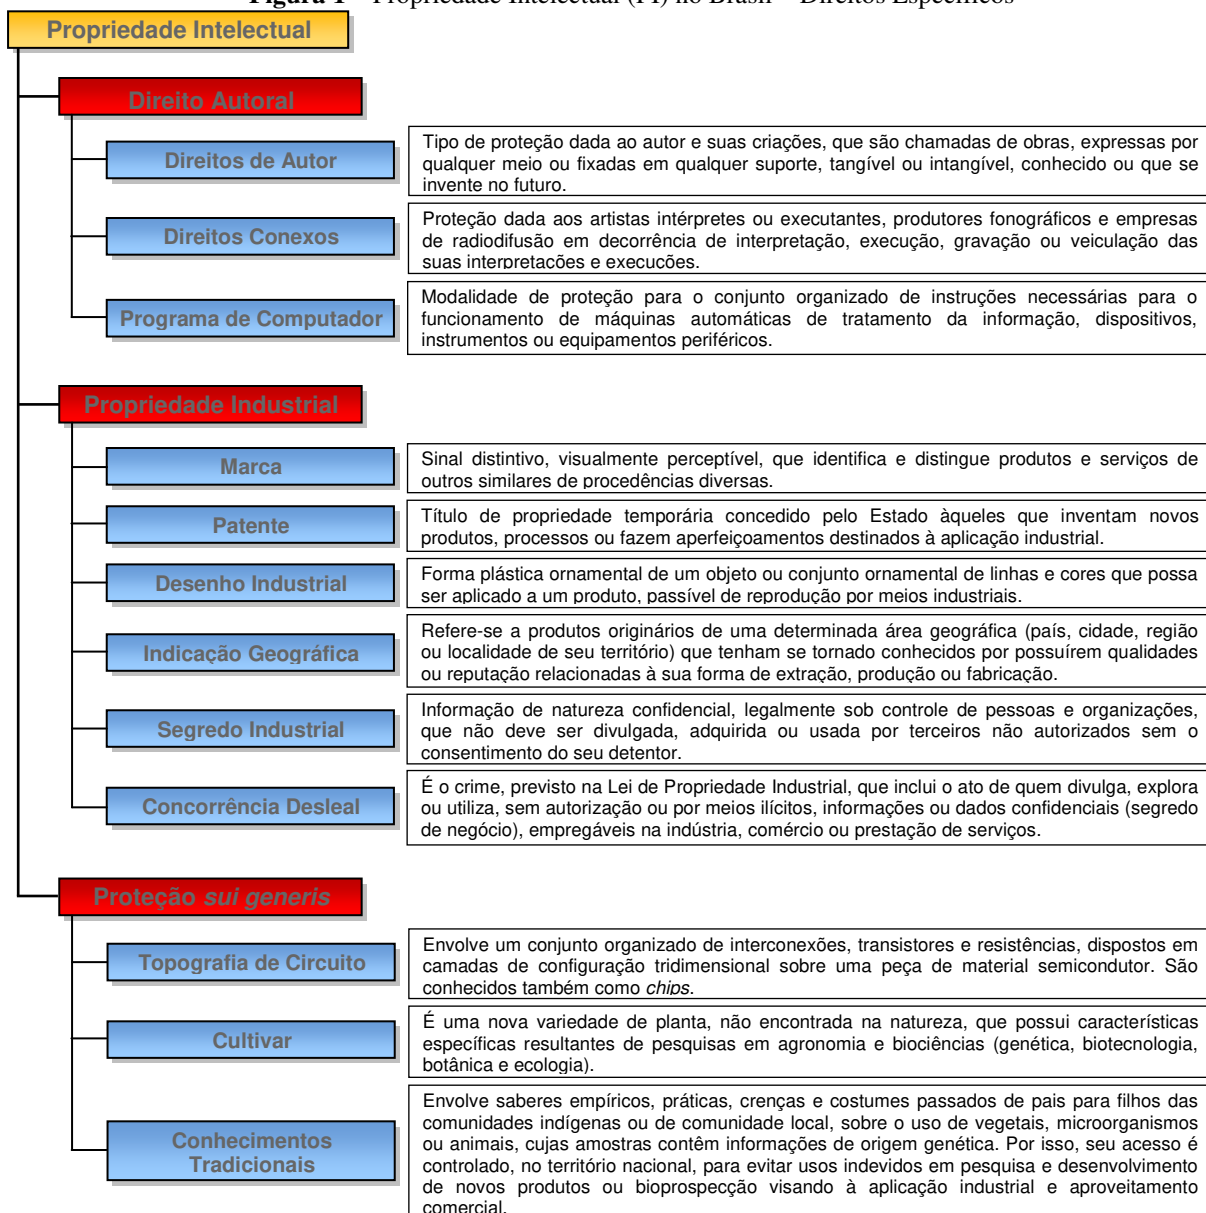 Figura 1 – Propriedade Intelectual (PI) no Brasil – Direitos Específicos
Propriedade Intelectual
Direito Autoral
Direitos de Autor
Tipo de proteção dada ao autor e suas criações, que são chamadas de obras, expressas por
qualquer meio ou fixadas em qualquer suporte, tangível ou intangível, conhecido ou que se
invente no futuro.
Direitos Conexos
Proteção dada aos artistas intérpretes ou executantes, produtores fonográficos e empresas
de radiodifusão em decorrência de interpretação, execução, gravação ou veiculação das
suas interpretações e execuções.
Programa de Computador
Modalidade de proteção para o conjunto organizado de instruções necessárias para o
funcionamento de máquinas automáticas de tratamento da informação, dispositivos,
instrumentos ou equipamentos periféricos.
Propriedade Industrial
Marca
Sinal distintivo, visualmente perceptível, que identifica e distingue produtos e serviços de
outros similares de procedências diversas.
Patente
Título de propriedade temporária concedido pelo Estado àqueles que inventam novos
produtos, processos ou fazem aperfeiçoamentos destinados à aplicação industrial.
Desenho Industrial
Forma plástica ornamental de um objeto ou conjunto ornamental de linhas e cores que possa
ser aplicado a um produto, passível de reprodução por meios industriais.
Indicação Geográfica
Refere-se a produtos originários de uma determinada área geográfica (país, cidade, região
ou localidade de seu território) que tenham se tornado conhecidos por possuírem qualidades
ou reputação relacionadas à sua forma de extração, produção ou fabricação.
Segredo Industrial
Informação de natureza confidencial, legalmente sob controle de pessoas e organizações,
que não deve ser divulgada, adquirida ou usada por terceiros não autorizados sem o
consentimento do seu detentor.
Concorrência Desleal
É o crime, previsto na Lei de Propriedade Industrial, que inclui o ato de quem divulga, explora
ou utiliza, sem autorização ou por meios ilícitos, informações ou dados confidenciais (segredo
de negócio), empregáveis na indústria, comércio ou prestação de serviços.
Proteção sui generis
Topografia de Circuito
Envolve um conjunto organizado de interconexões, transistores e resistências, dispostos em
camadas de configuração tridimensional sobre uma peça de material semicondutor. São
conhecidos também como chips.
Cultivar
É uma nova variedade de planta, não encontrada na natureza, que possui características
específicas resultantes de pesquisas em agronomia e biociências (genética, biotecnologia,
botânica e ecologia).
Conhecimentos
Tradicionais
Envolve saberes empíricos, práticas, crenças e costumes passados de pais para filhos das
comunidades indígenas ou de comunidade local, sobre o uso de vegetais, microorganismos
ou animais, cujas amostras contêm informações de origem genética. Por isso, seu acesso é
controlado, no território nacional, para evitar usos indevidos em pesquisa e desenvolvimento
de novos produtos ou bioprospecção visando à aplicação industrial e aproveitamento
comercial.